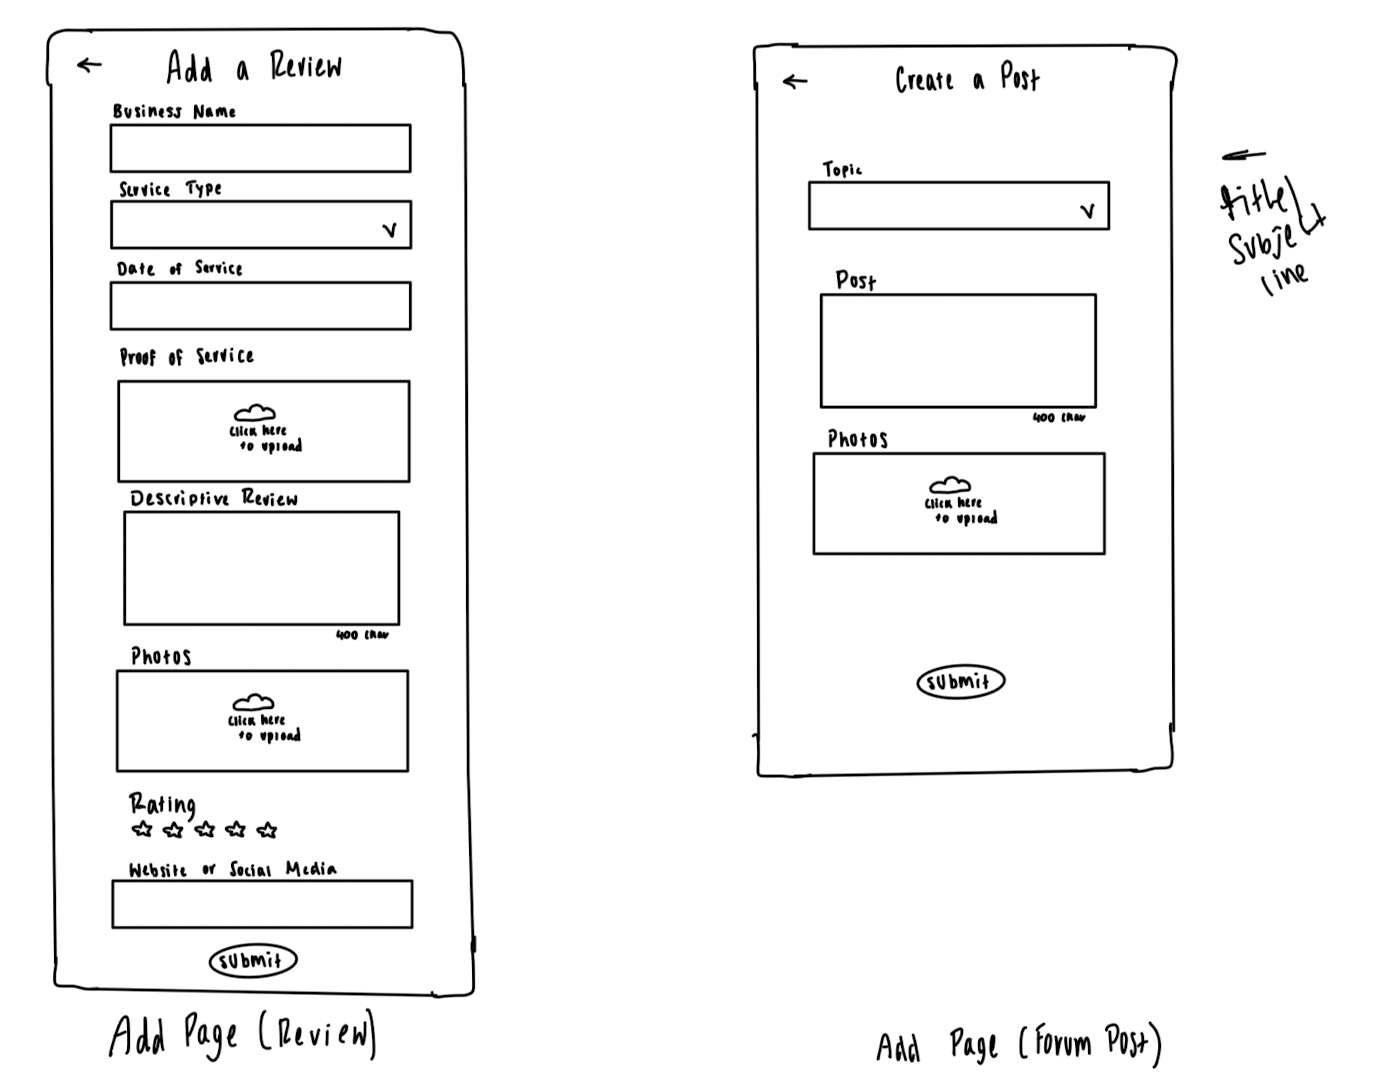 Add a Review
Business Name
Service Type
Date of Service
Proof of Service
Click here
to upload
Descriptive Review
400 char
Photos
Click here
to upload
Rating
Website or Social Media
submit
Add Page (Review)
Create a Post
Topic
Post
400 char
Photos
Click here
to upload
submit
title/
subject
line
Add Page (Forum Post)